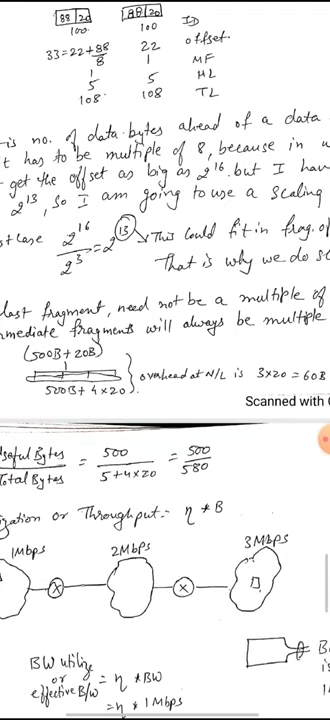 88 | 20 88 | 20
100 100 ID
33=22+88/8 22 offset
1 1 MF
5 5 HL
108 108 TL
is no. of data bytes ahead of a data
it has to be multiple of 8, because in w
get the offset as big as 2^16. but I have
2^13, so I am going to use a scaling
st case 2^16/2^3 = 2^13 → This could fit in frag. of
That is why we do s
last fragment, need not be a multiple of
rmediate fragments will always be multiple
(500B + 20B)
500B + 4 × 20) overhead at N/L is 3×20 = 60B
Scanned with
Useful Bytes/Total Bytes = 500/5+4×20 = 500/580
ization or Throughput = η * B
1Mbps 2Mbps 3Mbps
BW utilize
or
effective B/W = η * BW
= η * 1Mbps
B
is
1